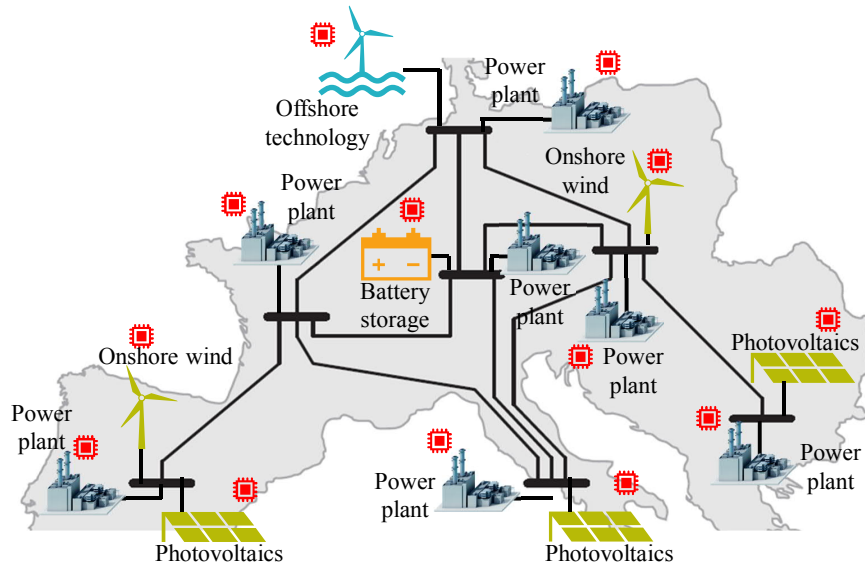 Offshore
technology
Power
plant
Onshore
wind
Power
plant
+ −
Battery
storage
Power
plant
Power
plant
Onshore wind
Photovoltaics
Power
plant
Power
plant
Power
plant
Photovoltaics
Photovoltaics